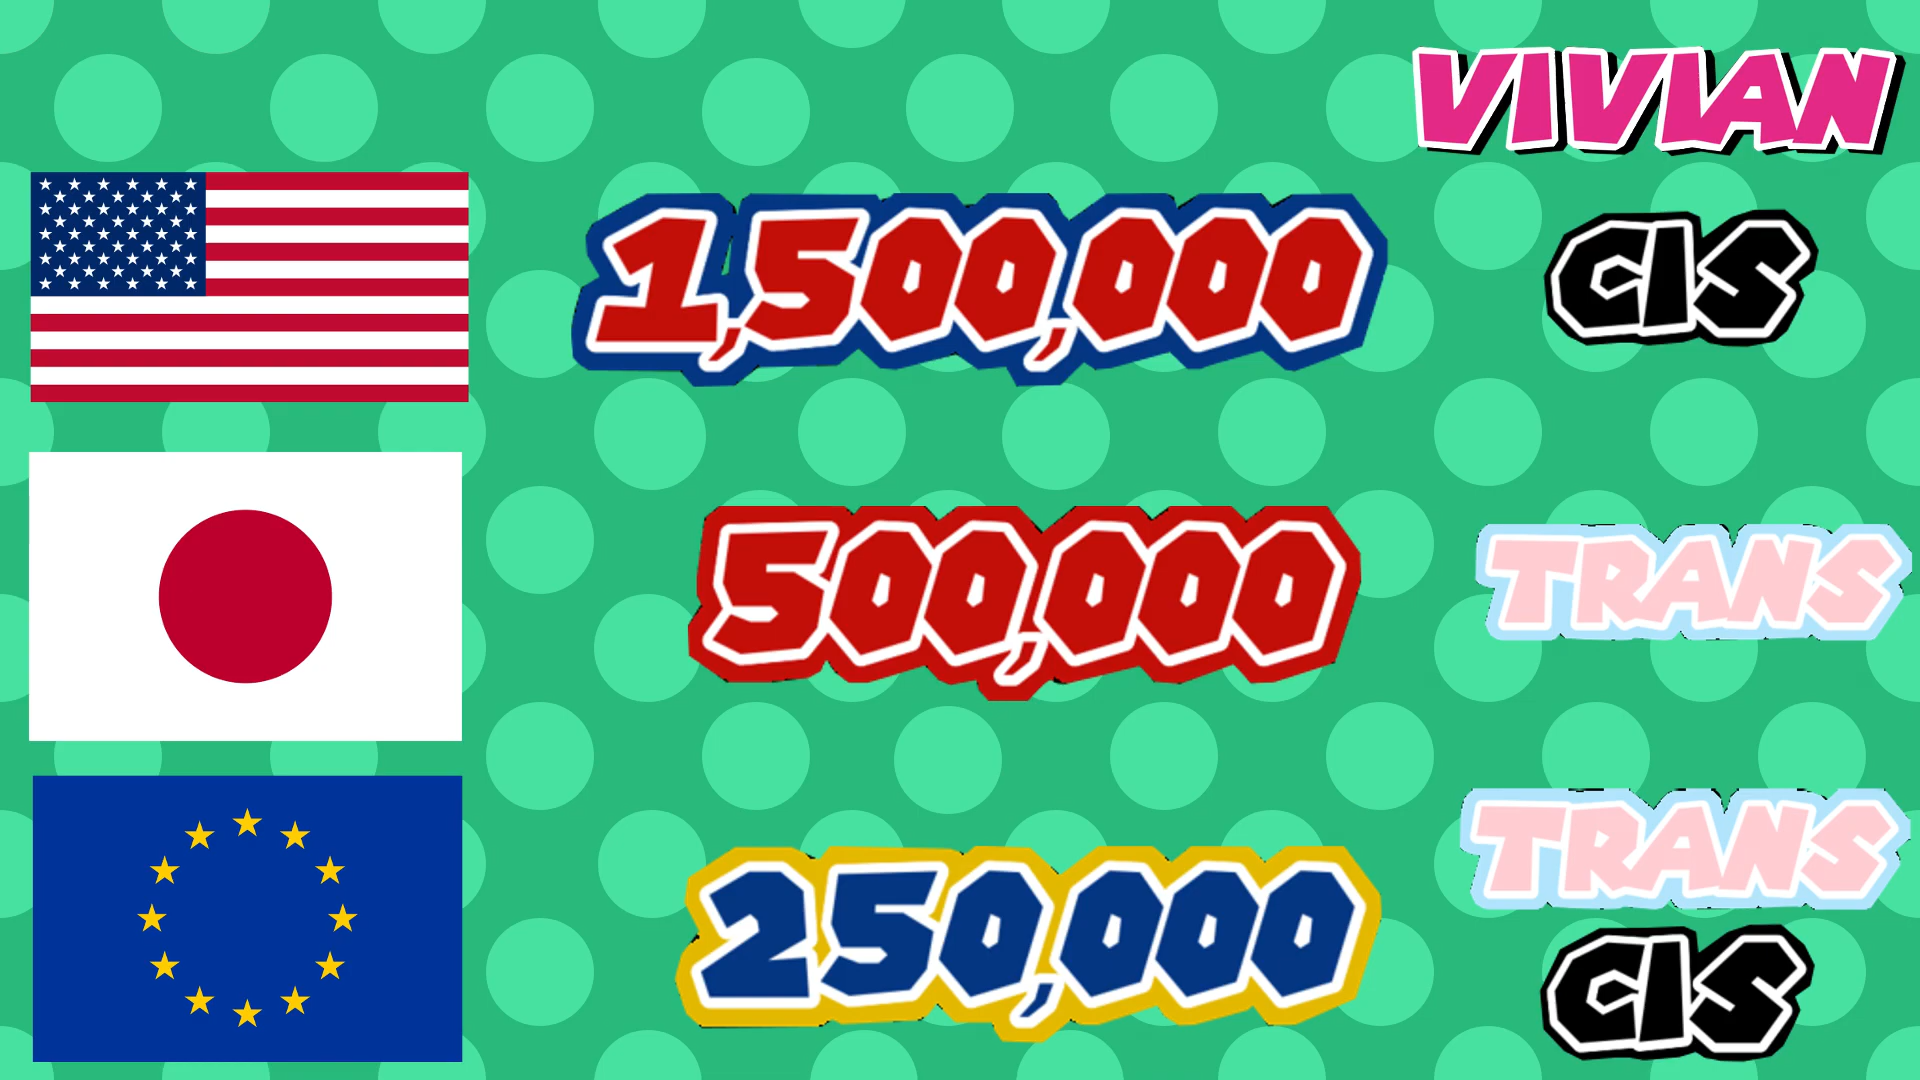 VIVIAN
1,500,000 CIS
500,000 TRANS
250,000 TRANS
CIS